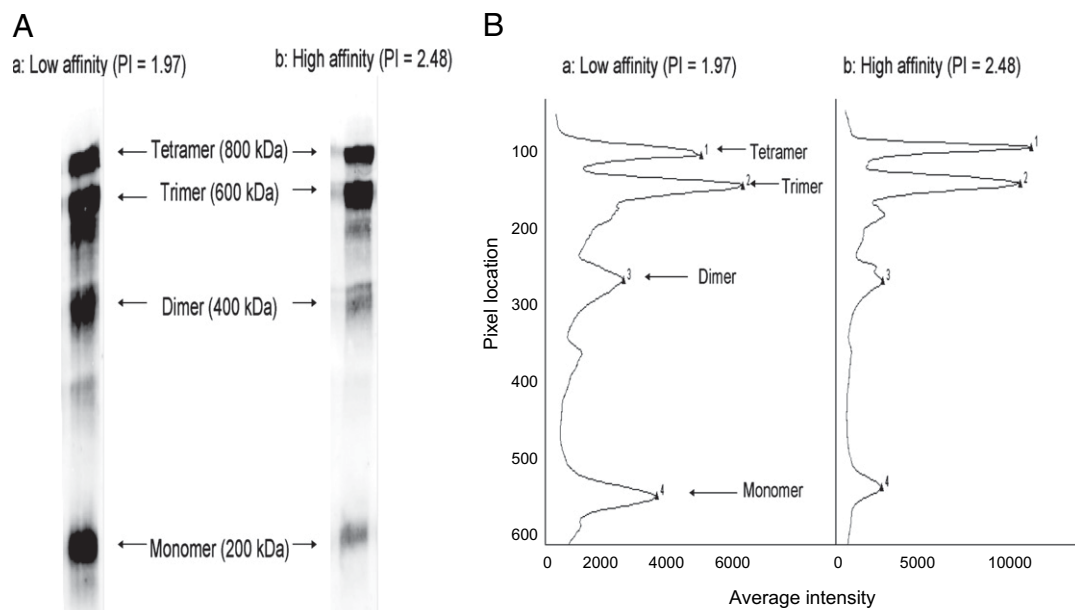 A
B
a: Low affinity (PI = 1.97)
b: High affinity (PI = 2.48)
Tetramer (800 kDa)
Trimer (600 kDa)
Dimer (400 kDa)
Monomer (200 kDa)
a: Low affinity (PI = 1.97)
b: High affinity (PI = 2.48)
Pixel location
100
200
300
400
500
600
1
Tetramer
2
Trimer
3
Dimer
4
Monomer
1
2
3
4
0 2000 4000 6000
0 5000 10000
Average intensity